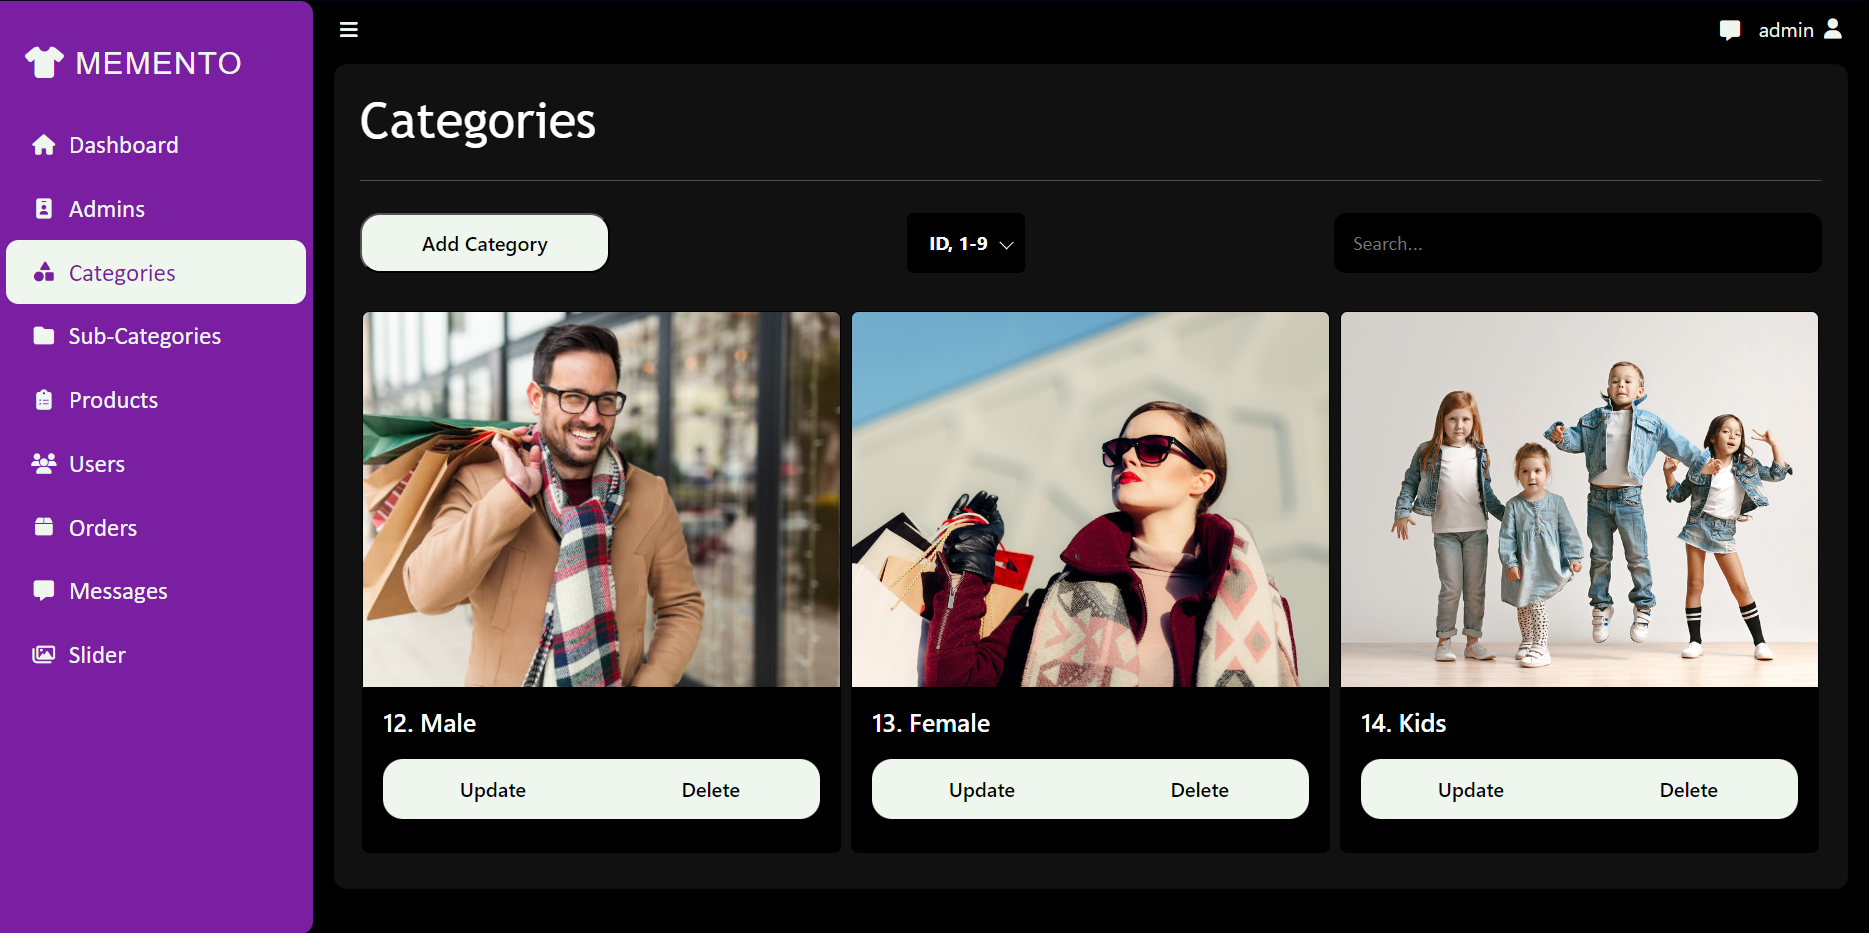 MEMENTO
Dashboard
Admins
Categories
Sub-Categories
Products
Users
Orders
Messages
Slider
admin
Categories
Add Category
ID, 1-9
Search...
12. Male
Update
Delete
13. Female
Update
Delete
14. Kids
Update
Delete